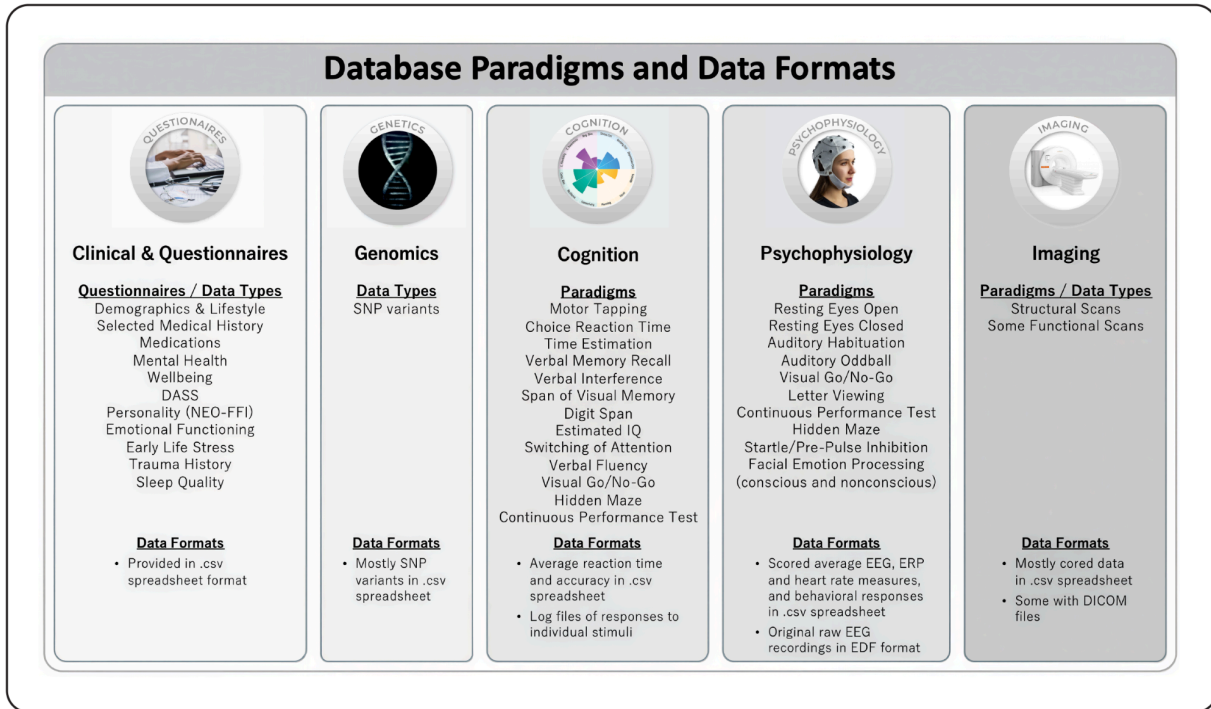 Database Paradigms and Data Formats
QUESTIONAIRES
Clinical & Questionnaires
Questionnaires / Data Types
Demographics & Lifestyle
Selected Medical History
Medications
Mental Health
Wellbeing
DASS
Personality (NEO-FFI)
Emotional Functioning
Early Life Stress
Trauma History
Sleep Quality
Data Formats
• Provided in .csv
spreadsheet format
GENETICS
Genomics
Data Types
SNP variants
Data Formats
• Mostly SNP
variants in .csv
spreadsheet
COGNITION
Cognition
Paradigms
Motor Tapping
Choice Reaction Time
Time Estimation
Verbal Memory Recall
Verbal Interference
Span of Visual Memory
Digit Span
Estimated IQ
Switching of Attention
Verbal Fluency
Visual Go/No-Go
Hidden Maze
Continuous Performance Test
Data Formats
• Average reaction time
and accuracy in .csv
spreadsheet
• Log files of responses to
individual stimuli
PSYCHOPHYSIOLOGY
Psychophysiology
Paradigms
Resting Eyes Open
Resting Eyes Closed
Auditory Habituation
Auditory Oddball
Visual Go/No-Go
Letter Viewing
Continuous Performance Test
Hidden Maze
Startle/Pre-Pulse Inhibition
Facial Emotion Processing
(conscious and nonconscious)
Data Formats
• Scored average EEG, ERP
and heart rate measures,
and behavioral responses
in .csv spreadsheet
• Original raw EEG
recordings in EDF format
IMAGING
Imaging
Paradigms / Data Types
Structural Scans
Some Functional Scans
Data Formats
• Mostly cored data
in .csv spreadsheet
• Some with DICOM
files